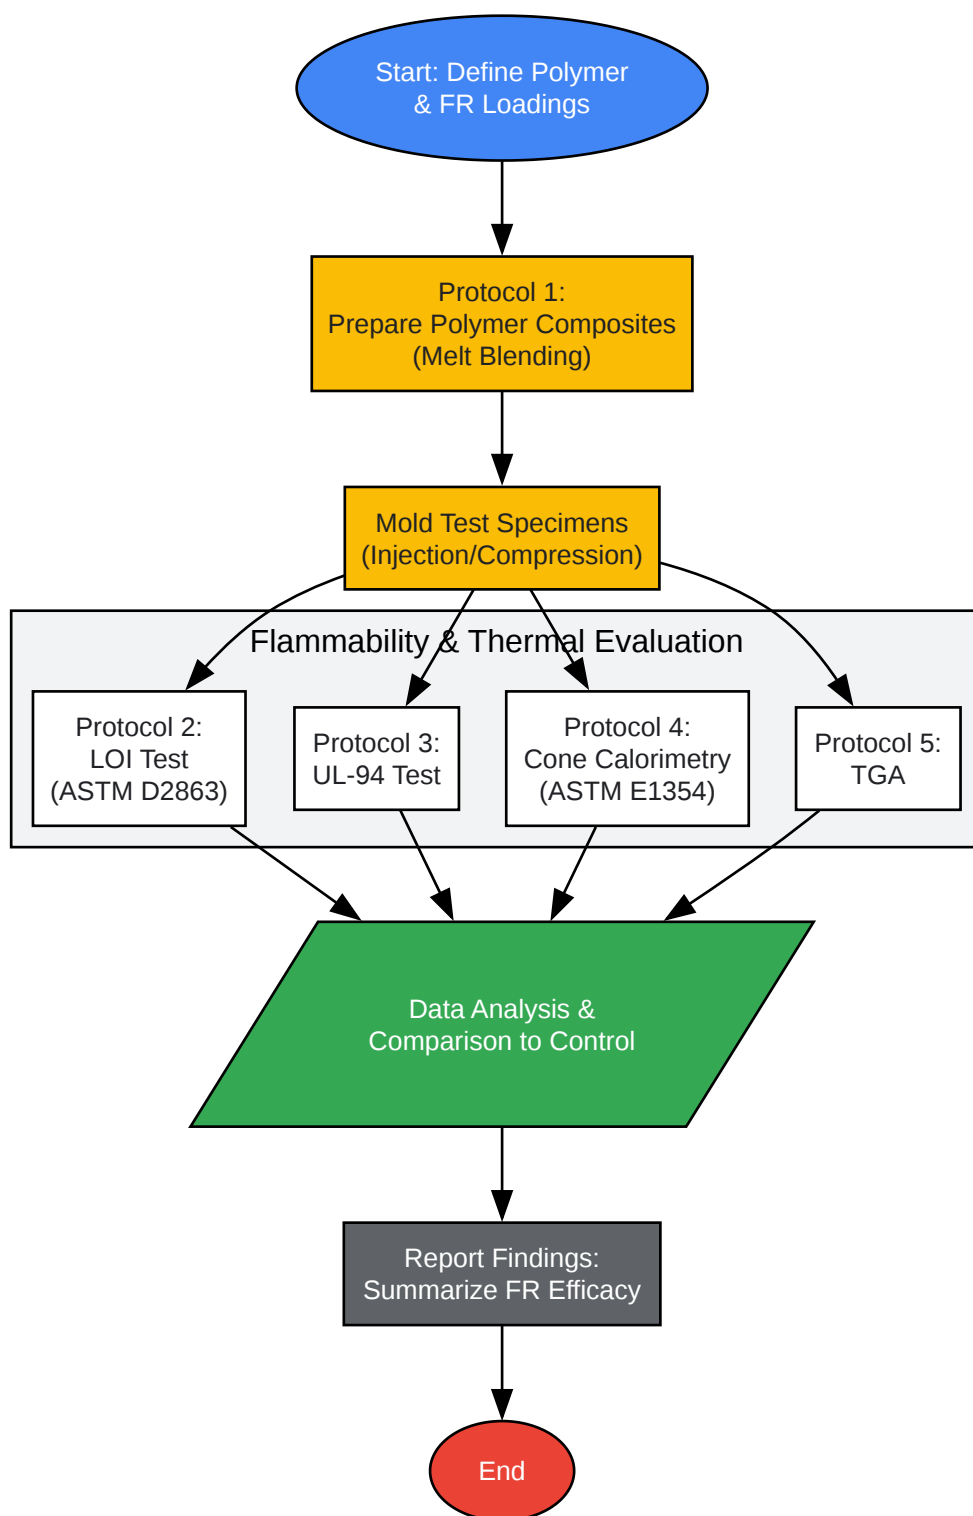 Start: Define Polymer
& FR Loadings
Protocol 1:
Prepare Polymer Composites
(Melt Blending)
Mold Test Specimens
(Injection/Compression)
Flammability & Thermal Evaluation
Protocol 2:
LOI Test
(ASTM D2863)
Protocol 3:
UL-94 Test
Protocol 4:
Cone Calorimetry
(ASTM E1354)
Protocol 5:
TGA
Data Analysis &
Comparison to Control
Report Findings:
Summarize FR Efficacy
End